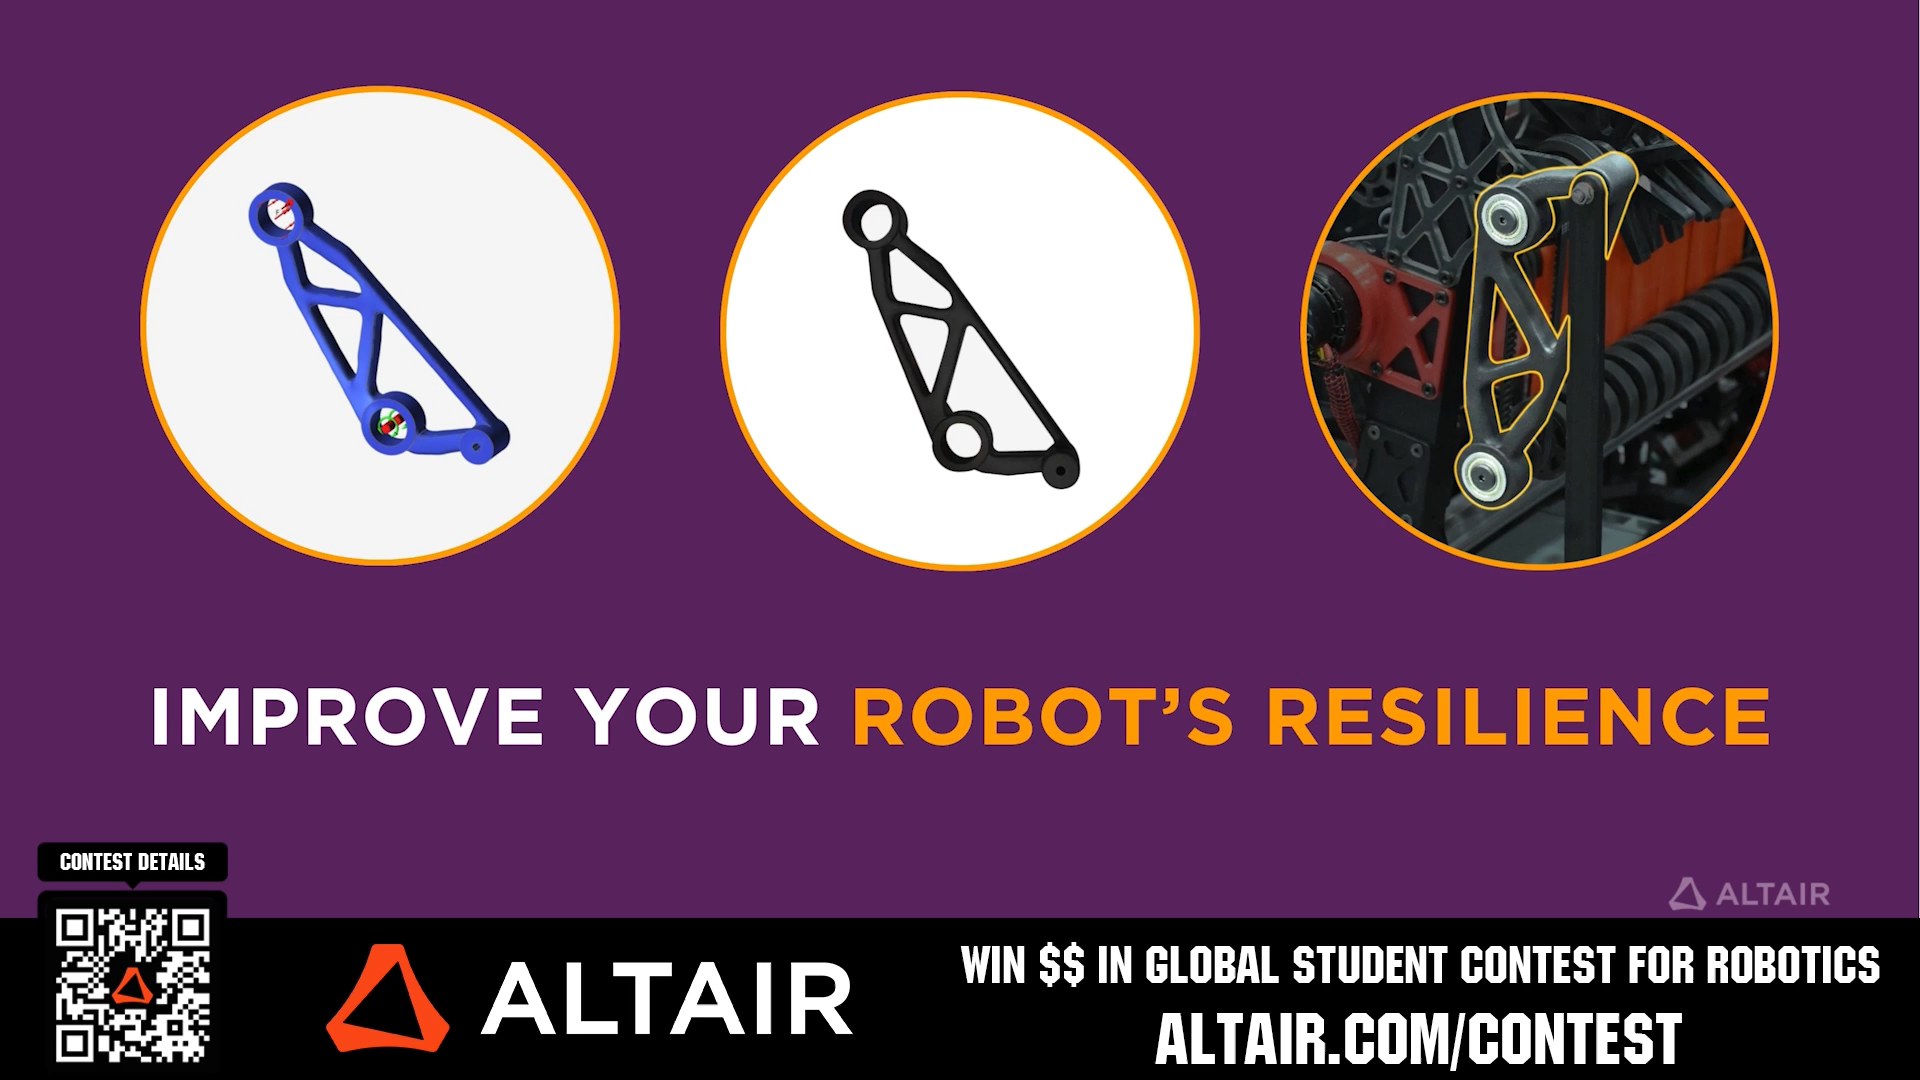 IMPROVE YOUR ROBOT'S RESILIENCE
CONTEST DETAILS
ALTAIR
ALTAIR
WIN $$ IN GLOBAL STUDENT CONTEST FOR ROBOTICS
ALTAIR.COM/CONTEST